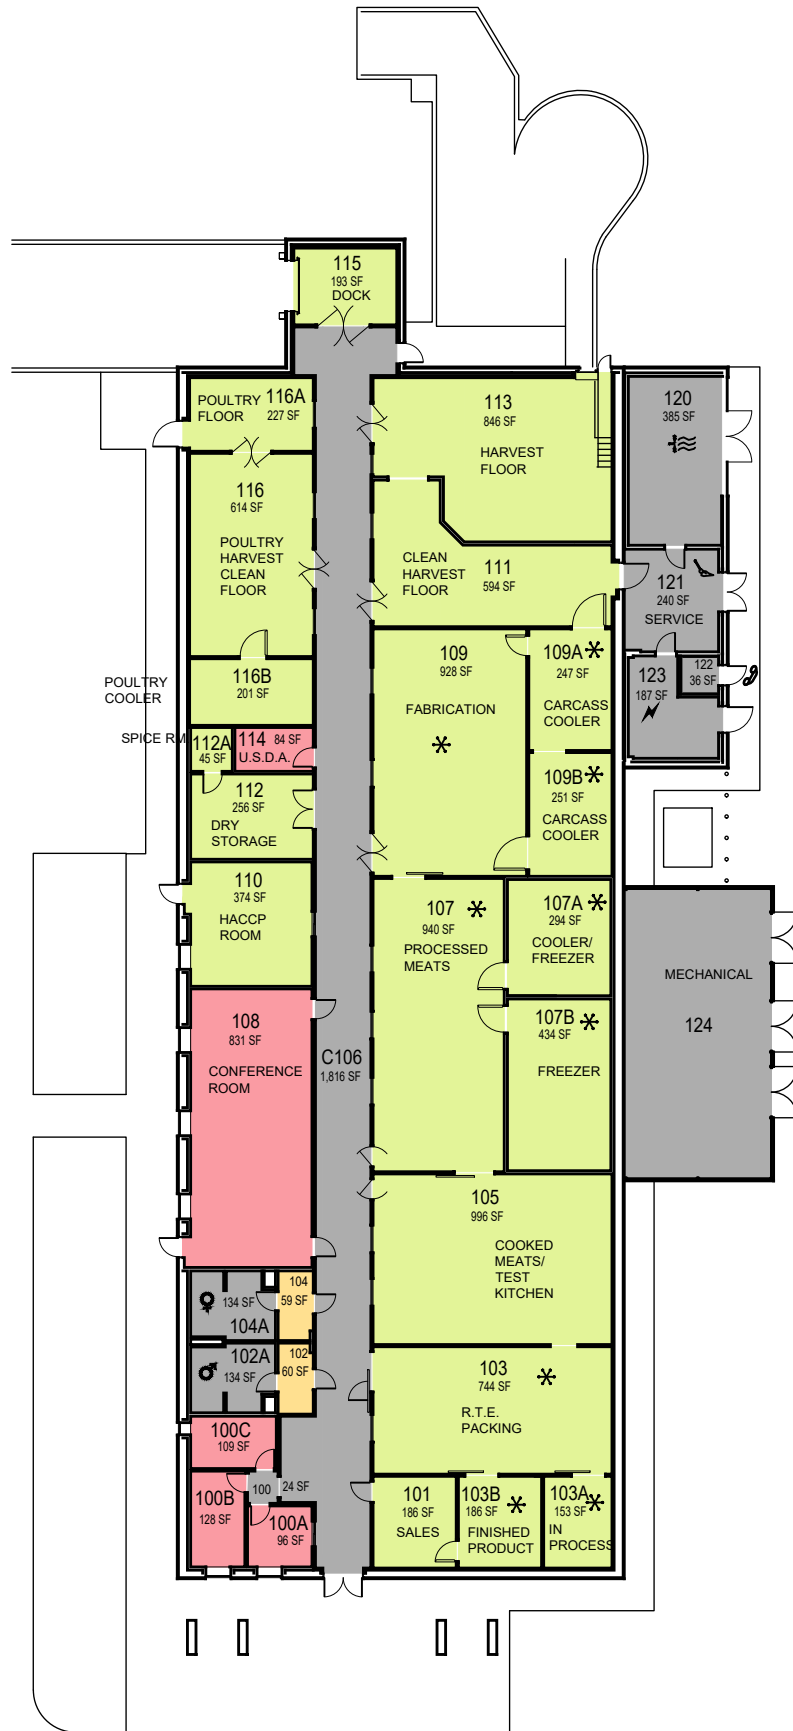 115
193 SF
DOCK
POULTRY
FLOOR
116A
227 SF
113
846 SF
HARVEST
FLOOR
120
385 SF
116
614 SF
POULTRY
HARVEST
CLEAN
FLOOR
CLEAN
HARVEST
FLOOR
111
594 SF
121
240 SF
SERVICE
109
928 SF
FABRICATION
109A
247 SF
CARCASS
COOLER
122
36 SF
123
187 SF
116B
201 SF
POULTRY
COOLER
SPICE RM
112A
45 SF
114
84 SF
U.S.D.A.
112
256 SF
DRY
STORAGE
109B
251 SF
CARCASS
COOLER
110
374 SF
HACCP
ROOM
107
940 SF
PROCESSED
MEATS
107A
294 SF
COOLER/
FREEZER
MECHANICAL
124
108
831 SF
CONFERENCE
ROOM
C106
1,816 SF
107B
434 SF
FREEZER
105
996 SF
COOKED
MEATS/
TEST
KITCHEN
104
59 SF
134 SF
104A
102A
134 SF
102
60 SF
103
744 SF
R.T.E.
PACKING
100C
109 SF
100
24 SF
100B
128 SF
100A
96 SF
101
186 SF
SALES
103B
186 SF
FINISHED
PRODUCT
103A
153 SF
IN
PROCESS